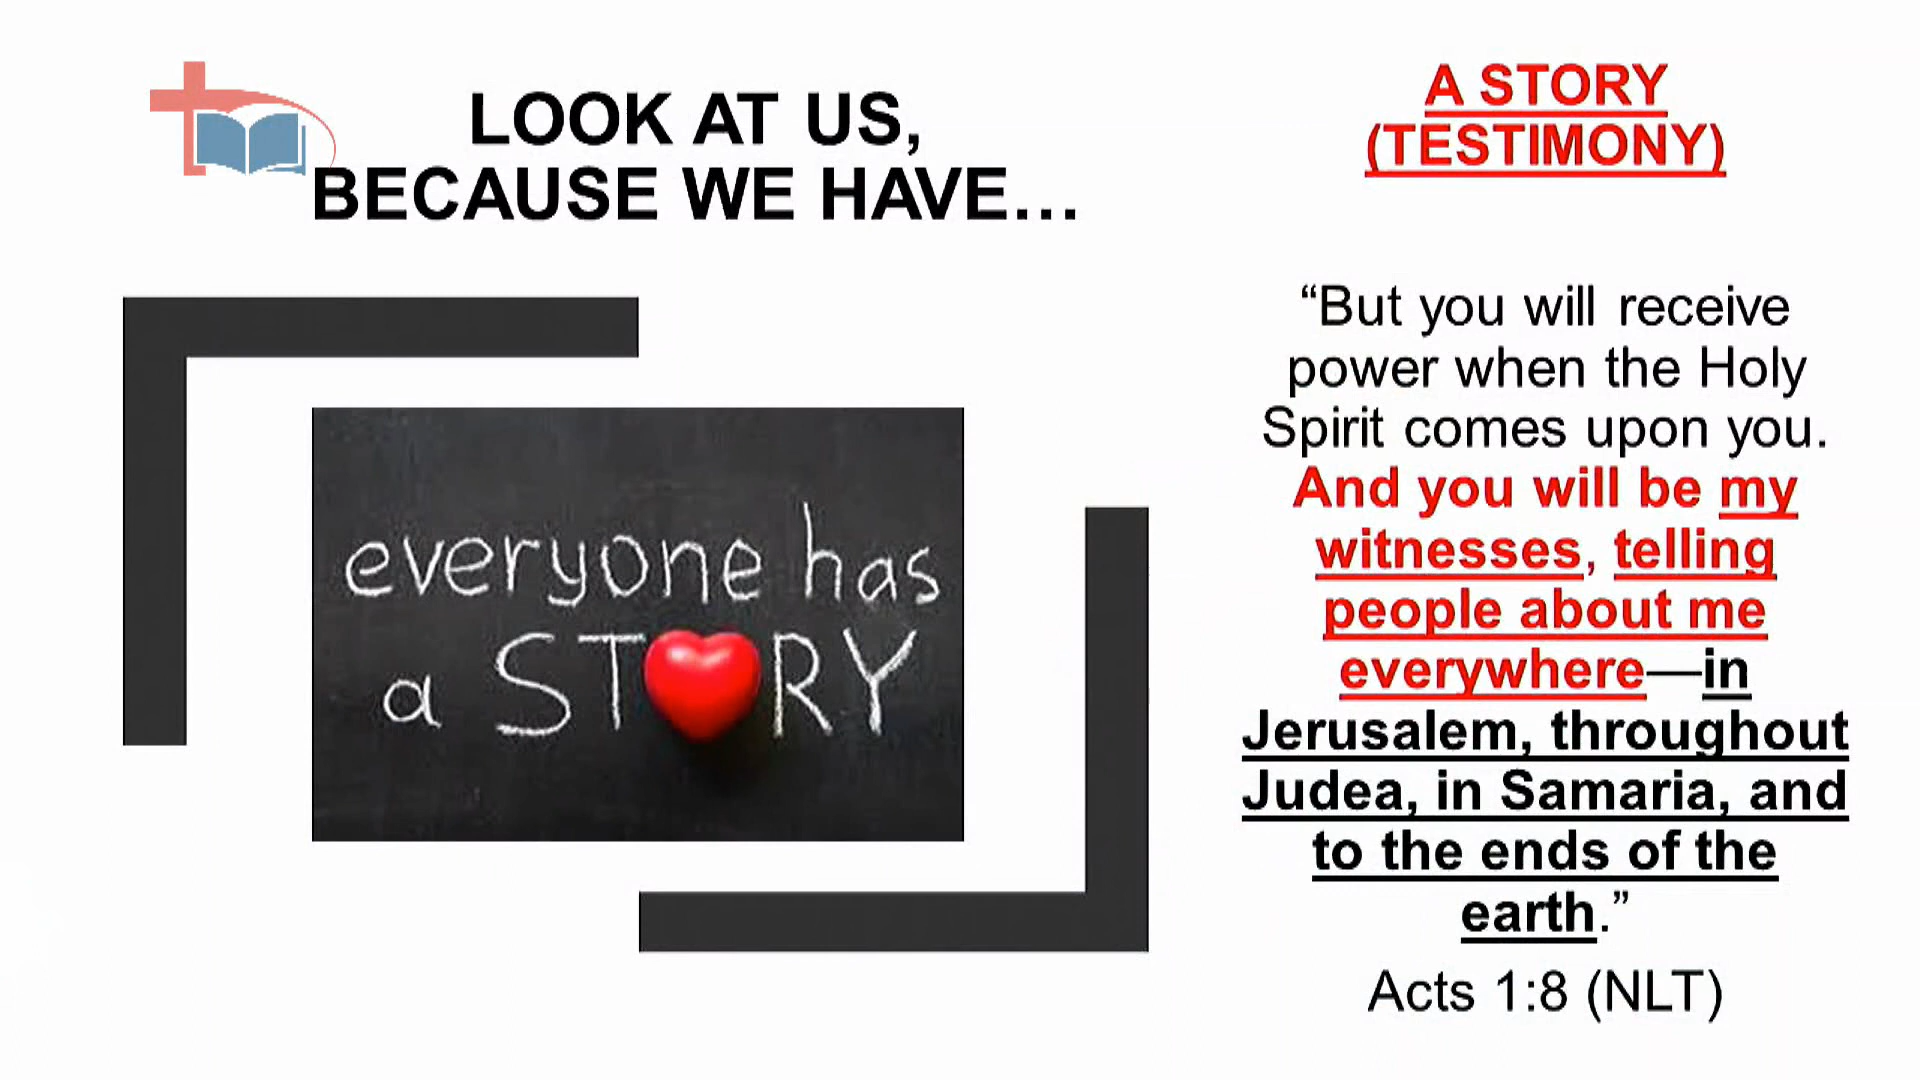 LOOK AT US,
BECAUSE WE HAVE…
everyone has
a STRY
A STORY
(TESTIMONY)
“But you will receive
power when the Holy
Spirit comes upon you.
And you will be my
witnesses, telling
people about me
everywhere—in
Jerusalem, throughout
Judea, in Samaria, and
to the ends of the
earth.”
Acts 1:8 (NLT)